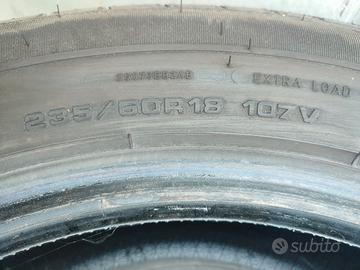 EXTRA LOAD
235/60R18 107V
subito